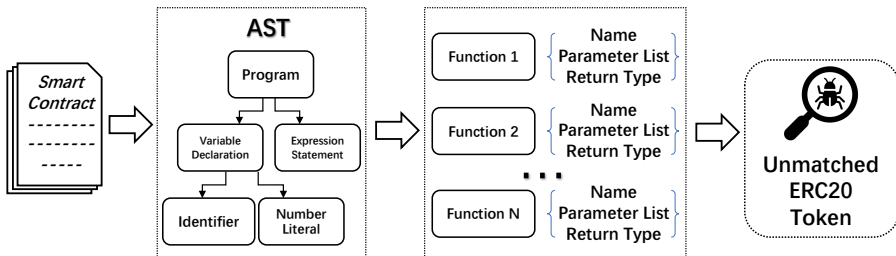 Smart
Contract
AST
Program
Variable
Declaration
Expression
Statement
Identifier
Number
Literal
Function 1
Name
Parameter List
Return Type
Function 2
Name
Parameter List
Return Type
...
Function N
Name
Parameter List
Return Type
Unmatched
ERC20
Token